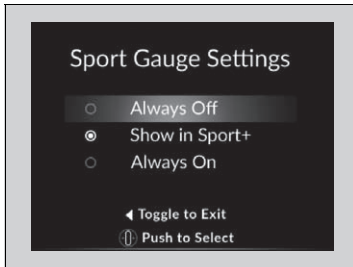 Sport Gauge Settings
Always Off
Show in Sport+
Always On
Toggle to Exit
Push to Select